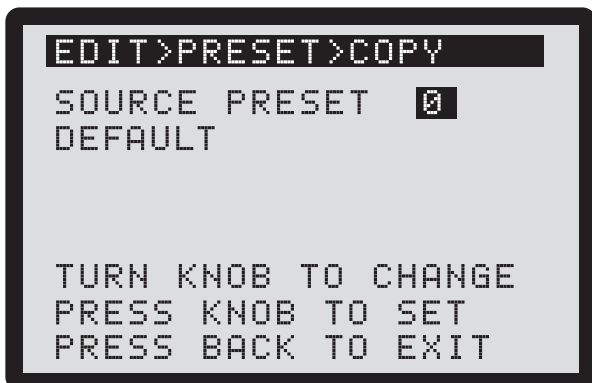 EDIT>PRESET>COPY
SOURCE PRESET 0
DEFAULT
TURN KNOB TO CHANGE
PRESS KNOB TO SET
PRESS BACK TO EXIT